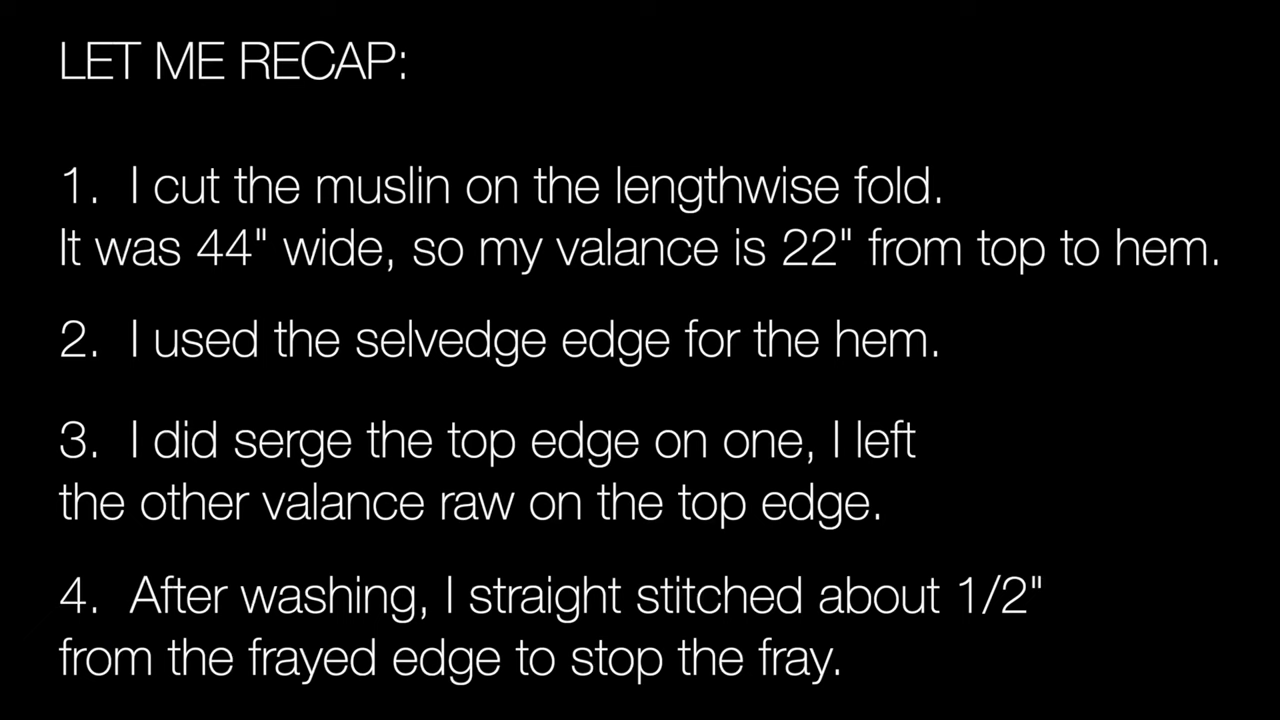 LET ME RECAP:
1. I cut the muslin on the lengthwise fold.
It was 44" wide, so my valance is 22" from top to hem.
2. I used the selvedge edge for the hem.
3. I did serge the top edge on one, I left
the other valance raw on the top edge.
4. After washing, I straight stitched about 1/2"
from the frayed edge to stop the fray.